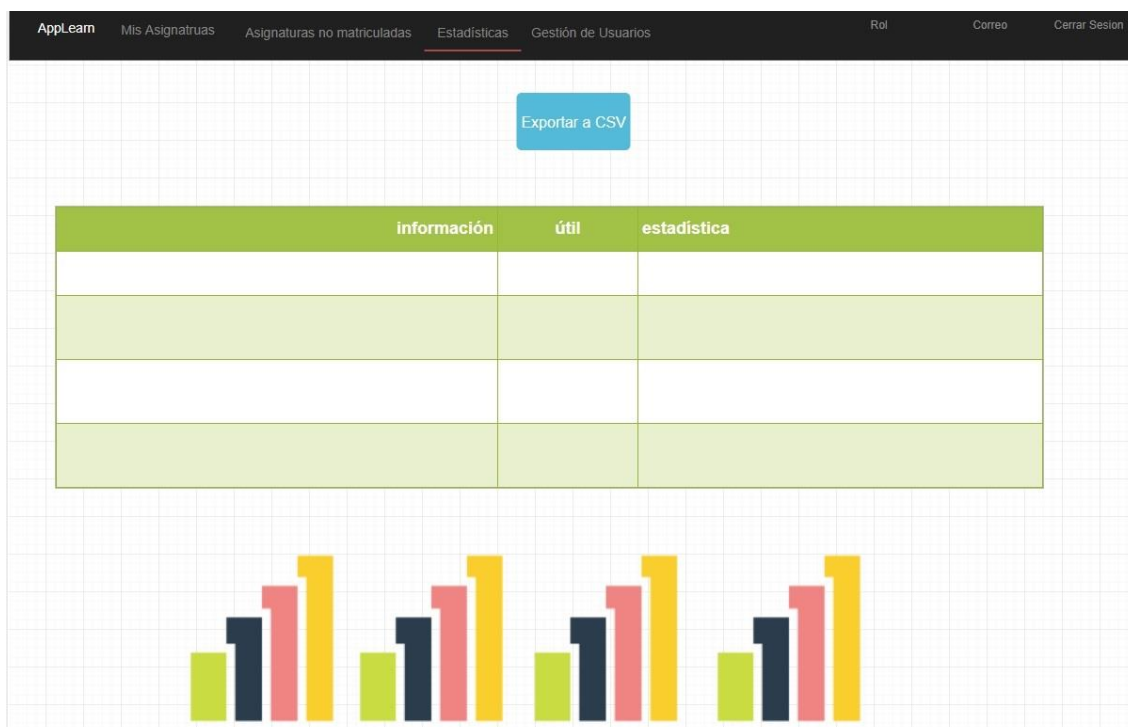 AppLearn Mis Asignatruas Asignaturas no matriculadas Estadísticas Gestión de Usuarios Rol Correo Cerrar Sesion
Exportar a CSV
información útil estadística